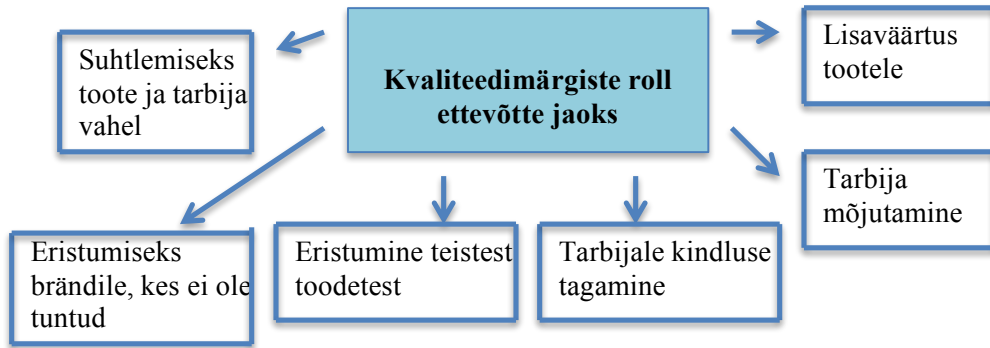 Suhtlemiseks
toote ja tarbija
vahel
Kvaliteedimärgiste roll
ettevõtte jaoks
Lisaväärtus
tootele
Tarbija
mõjutamine
Eristumiseks
brändile, kes ei ole
tuntud
Eristumine teistest
toodetest
Tarbijale kindluse
tagamine